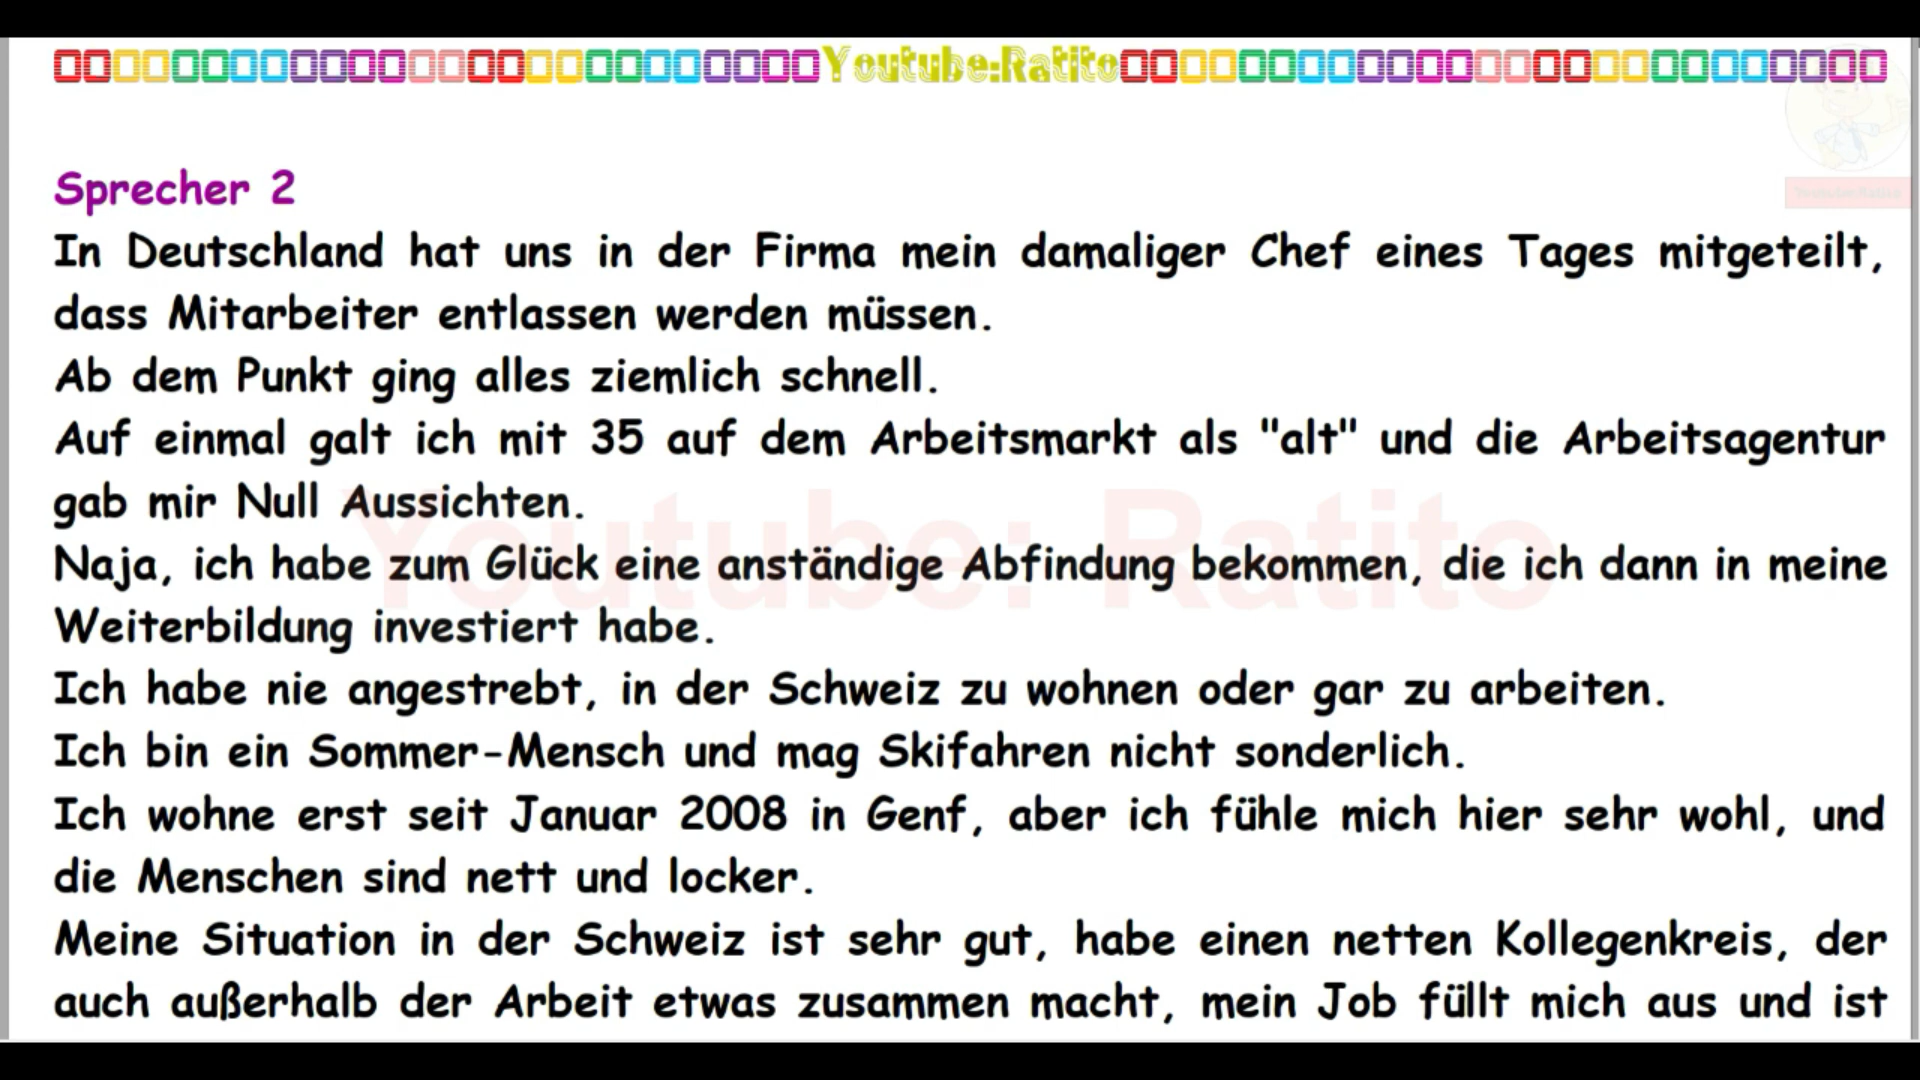 Youtube:Ratito
Sprecher 2
In Deutschland hat uns in der Firma mein damaliger Chef eines Tages mitgeteilt,
dass Mitarbeiter entlassen werden müssen.
Ab dem Punkt ging alles ziemlich schnell.
Auf einmal galt ich mit 35 auf dem Arbeitsmarkt als "alt" und die Arbeitsagentur
gab mir Null Aussichten.
Naja, ich habe zum Glück eine anständige Abfindung bekommen, die ich dann in meine
Weiterbildung investiert habe.
Ich habe nie angestrebt, in der Schweiz zu wohnen oder gar zu arbeiten.
Ich bin ein Sommer-Mensch und mag Skifahren nicht sonderlich.
Ich wohne erst seit Januar 2008 in Genf, aber ich fühle mich hier sehr wohl, und
die Menschen sind nett und locker.
Meine Situation in der Schweiz ist sehr gut, habe einen netten Kollegenkreis, der
auch außerhalb der Arbeit etwas zusammen macht, mein Job füllt mich aus und ist
Youtube: Ratito
Youtube:Ratito